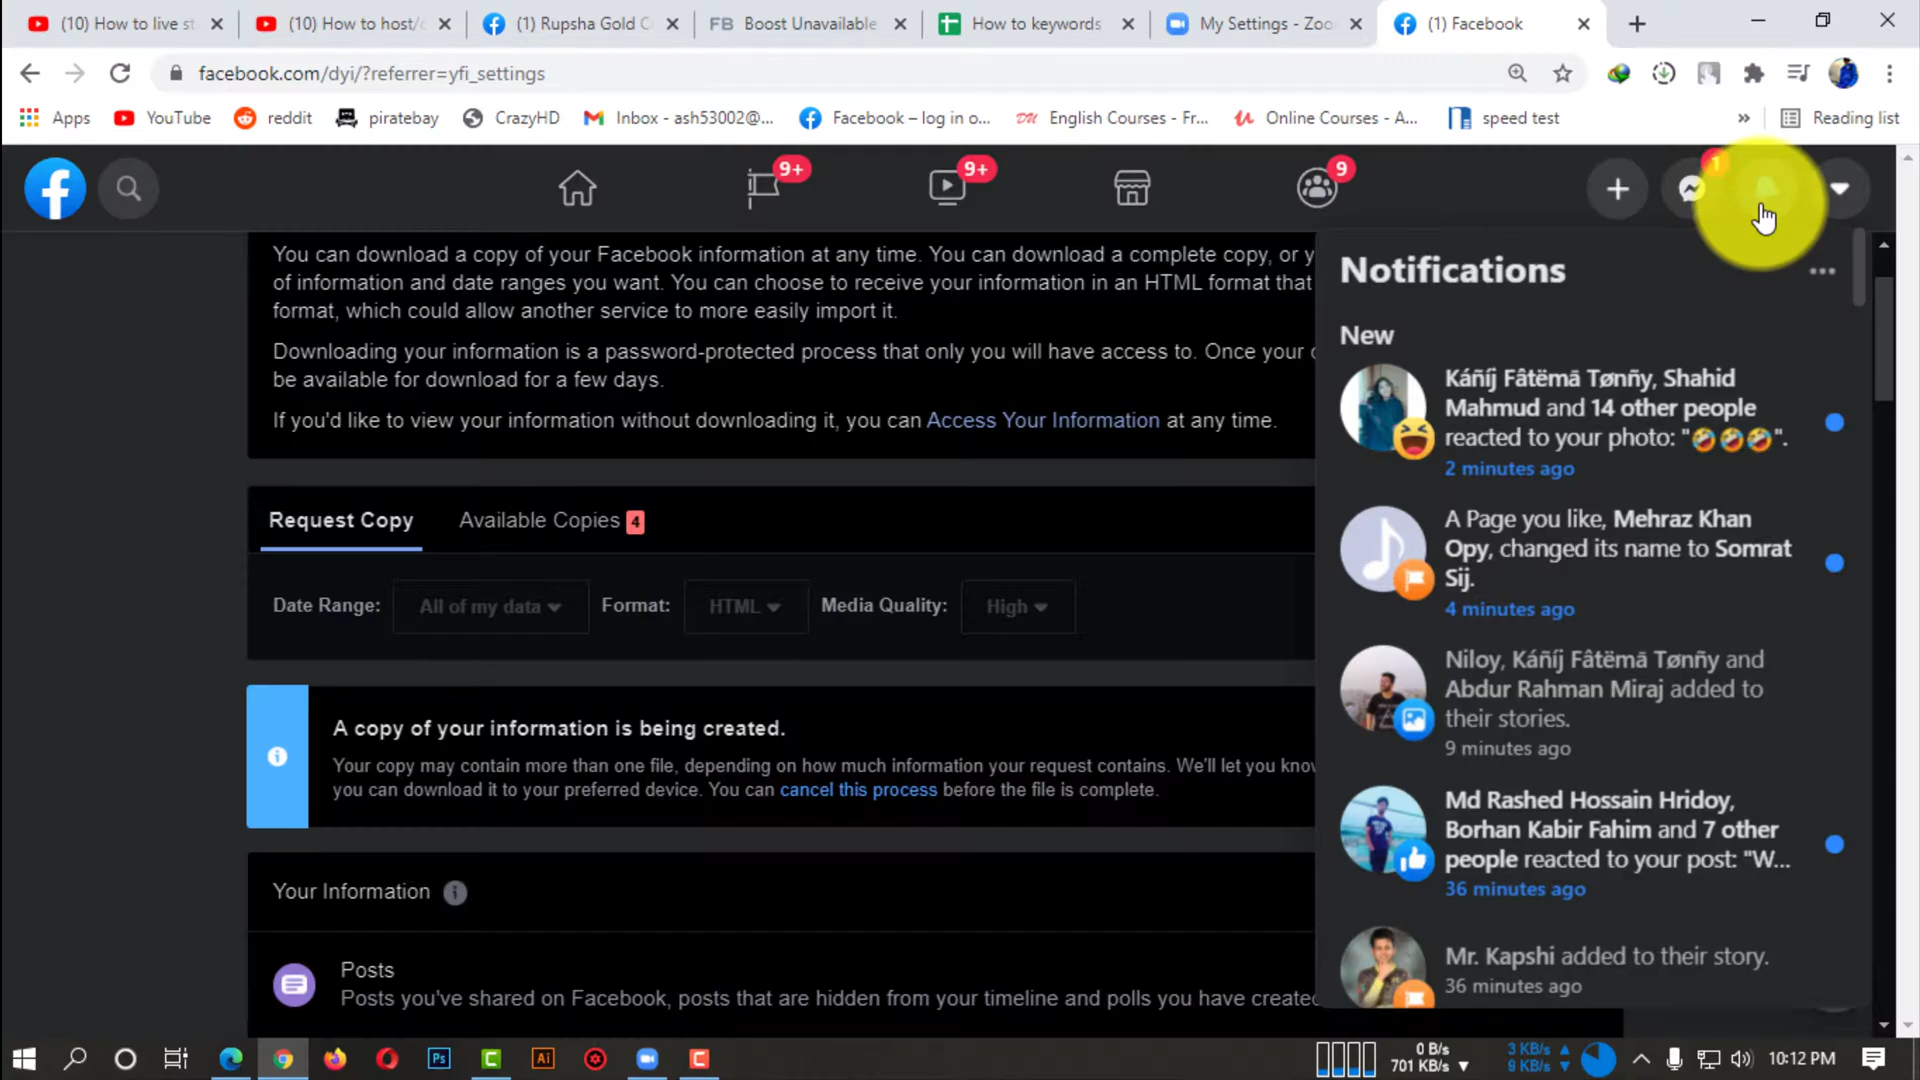 (10) How to live st
(10) How to host/c
(1) Rupsha Gold C
FB Boost Unavailable
How to keywords
My Settings - Zoo
(1) Facebook
facebook.com/dyi/?referrer=yfi_settings
Apps
YouTube
reddit
piratebay
CrazyHD
Inbox - ash53002@...
Facebook – log in o...
DU English Courses - Fr...
Online Courses - A...
speed test
»
Reading list
9+
9+
9
1
You can download a copy of your Facebook information at any time. You can download a complete copy, or y
of information and date ranges you want. You can choose to receive your information in an HTML format that
format, which could allow another service to more easily import it.
Downloading your information is a password-protected process that only you will have access to. Once your c
be available for download for a few days.
If you'd like to view your information without downloading it, you can Access Your Information at any time.
Request Copy
Available Copies 4
Date Range: All of my data Format: HTML Media Quality: High
A copy of your information is being created.
Your copy may contain more than one file, depending on how much information your request contains. We'll let you know
you can download it to your preferred device. You can cancel this process before the file is complete.
Your Information
Posts
Posts you've shared on Facebook, posts that are hidden from your timeline and polls you have created
Notifications
New
Káñíj Fâtëmā Tønñy, Shahid
Mahmud and 14 other people
reacted to your photo: "🤣🤣🤣".
2 minutes ago
A Page you like, Mehraz Khan
Opy, changed its name to Somrat
Sij.
4 minutes ago
Niloy, Káñíj Fâtëmā Tønñy and
Abdur Rahman Miraj added to
their stories.
9 minutes ago
Md Rashed Hossain Hridoy,
Borhan Kabir Fahim and 7 other
people reacted to your post: "W...
36 minutes ago
Mr. Kapshi added to their story.
36 minutes ago
Ps
Ai
0 B/s
701 KB/s
3 KB/s
9 KB/s
10:12 PM